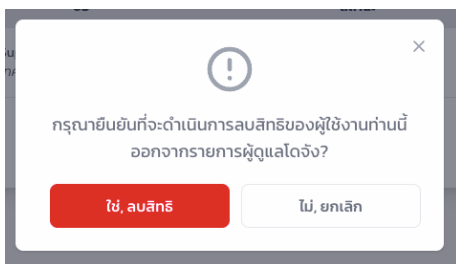 กรุณายืนยันที่จะดำเนินการลบสิทธิของผู้ใช้งานท่านนี้
ออกจากรายการผู้ดูแลโดจัง?
ใช่, ลบสิทธิ
ไม่, ยกเลิก